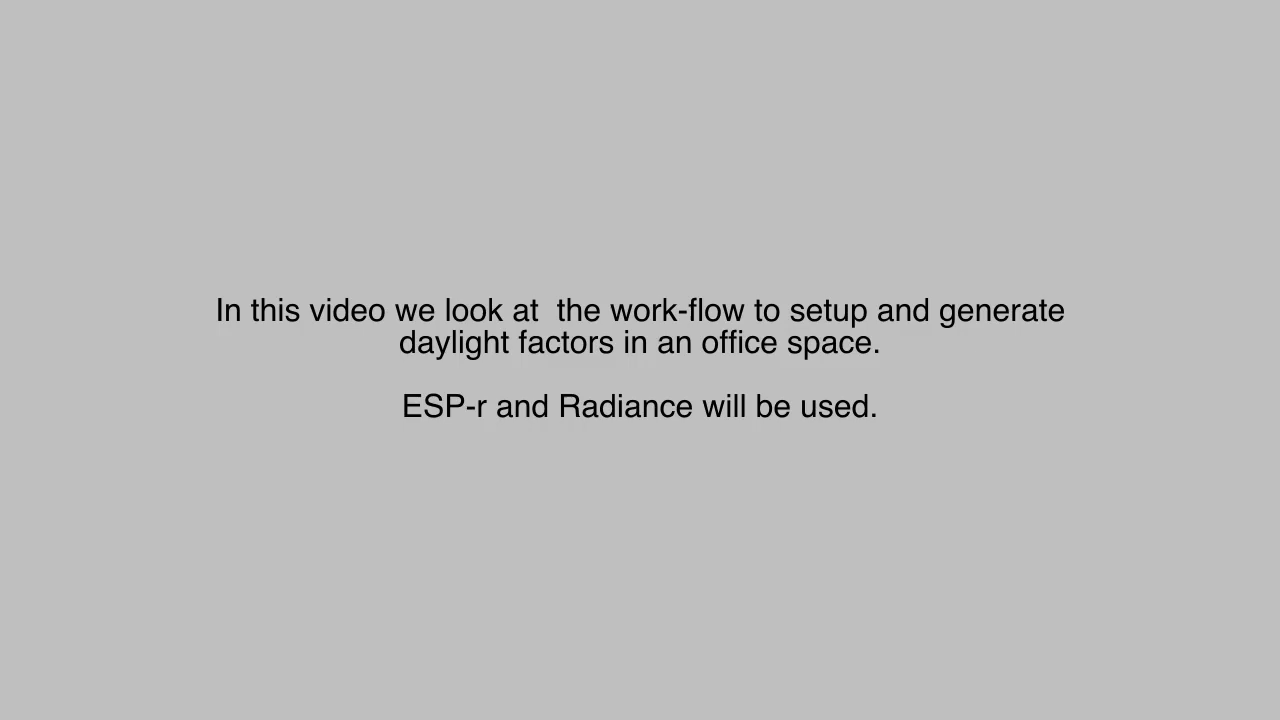 In this video we look at  the work-flow to setup and generate
daylight factors in an office space.
ESP-r and Radiance will be used.